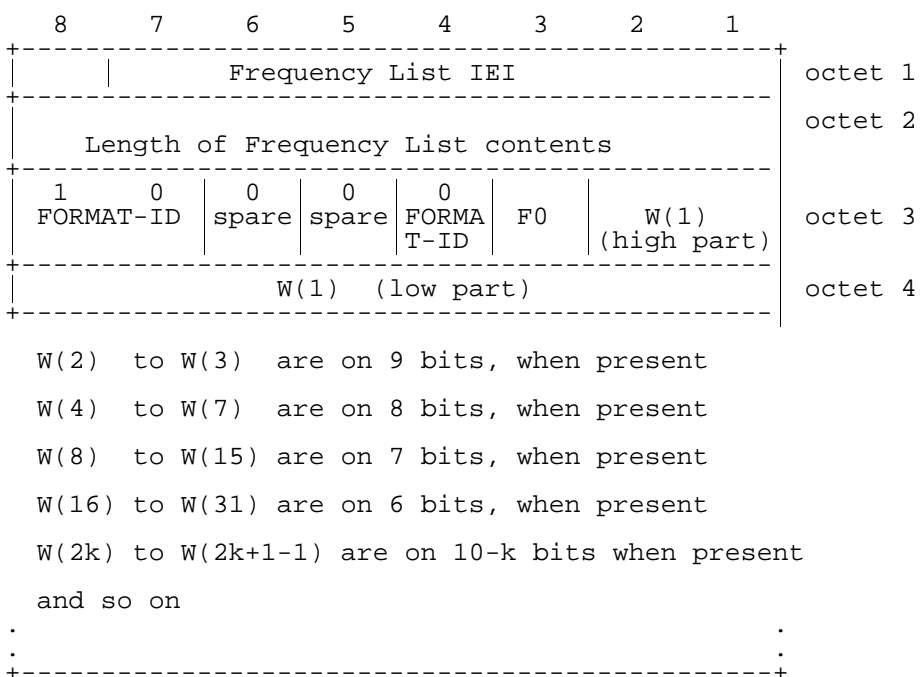 8 7 6 5 4 3 2 1
+-----------------------------------------------+
Frequency List IEI octet 1
+-----------------------------------------------
octet 2
Length of Frequency List contents
+-----------------------------------------------
1 0 0 0 0
FORMAT-ID spare spare FORMA F0 W(1) octet 3
T-ID (high part)
+-----------------------------------------------
W(1) (low part) octet 4
+-----------------------------------------------
W(2) to W(3) are on 9 bits, when present
W(4) to W(7) are on 8 bits, when present
W(8) to W(15) are on 7 bits, when present
W(16) to W(31) are on 6 bits, when present
W(2k) to W(2k+1-1) are on 10-k bits when present
and so on
. .
. .
+-----------------------------------------------+